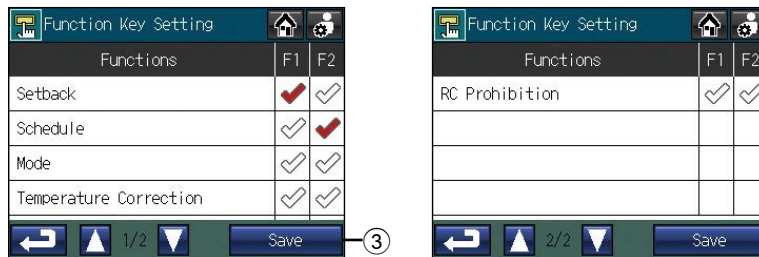 Function Key Setting
Functions F1 F2
Setback
Schedule
Mode
Temperature Correction
1/2 Save
3
Function Key Setting
Functions F1 F2
RC Prohibition
2/2 Save